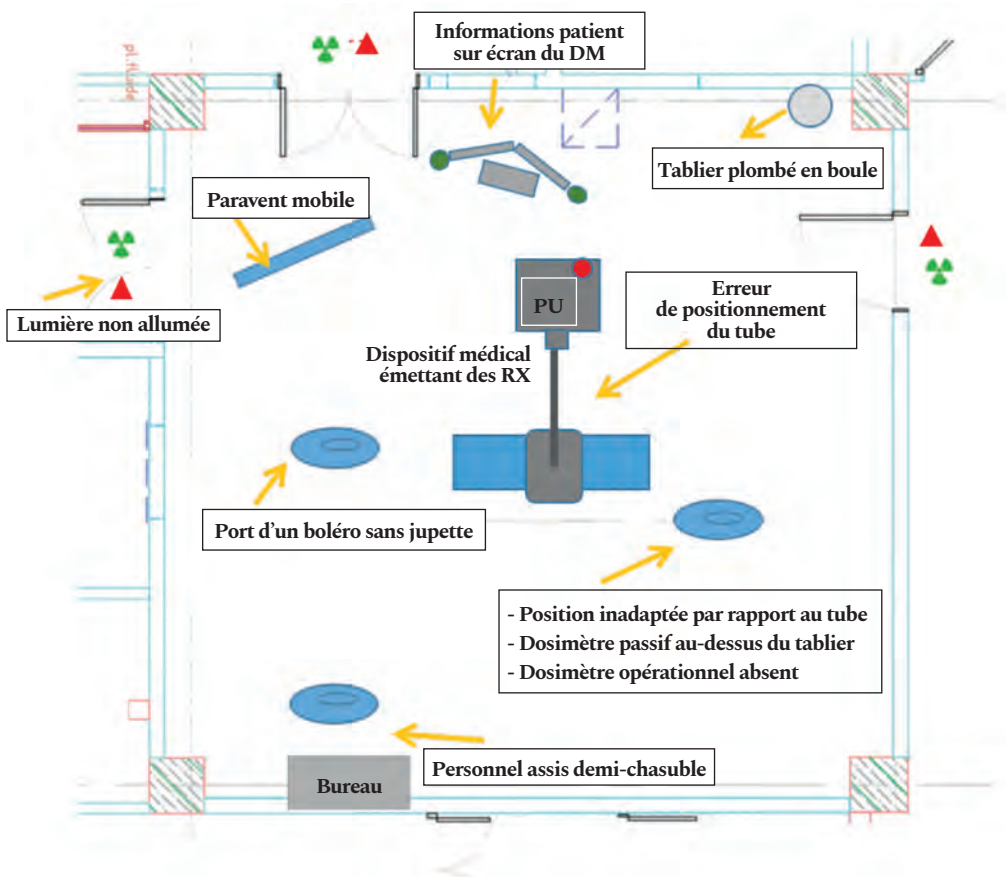 Informations patient
sur écran du DM
pl. fluide
Tablier plombé en boule
Paravent mobile
Lumière non allumée
PU
Erreur
de positionnement
du tube
Dispositif médical
émettant des RX
Port d'un boléro sans jupette
- Position inadaptée par rapport au tube
- Dosimètre passif au-dessus du tablier
- Dosimètre opérationnel absent
Personnel assis demi-chasuble
Bureau